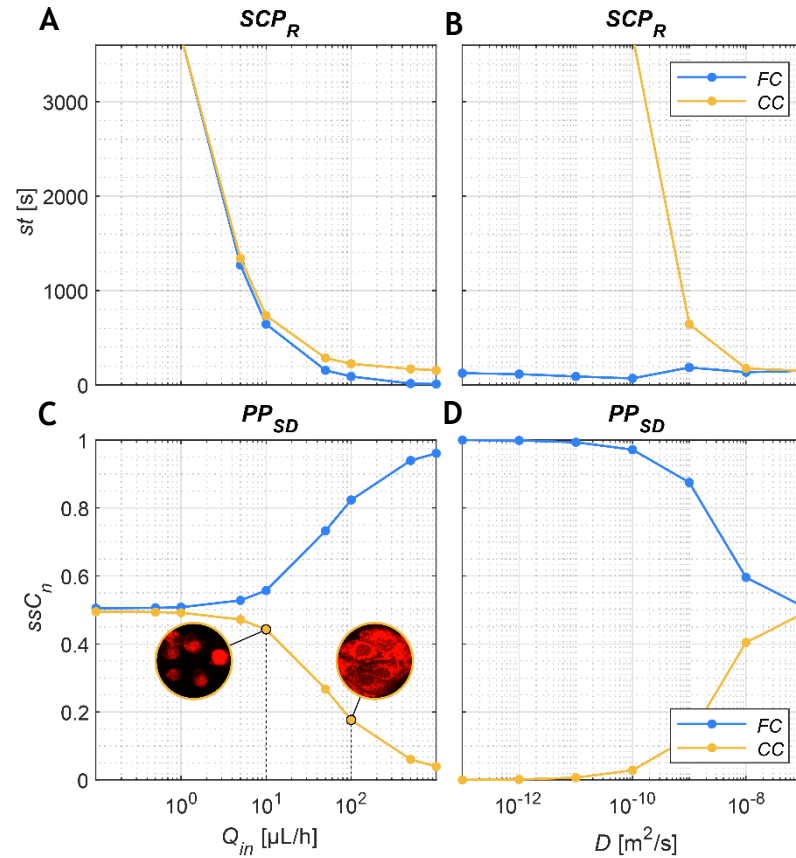 A
SCP_R
B
SCP_R
3000
2000
1000
0
st [s]
FC
CC
C
PP_SD
D
PP_SD
1
0.8
0.6
0.4
0.2
0
ssC_n
FC
CC
10^0
10^1
10^2
10^-12
10^-10
10^-8
Q_in [µL/h]
D [m^2/s]